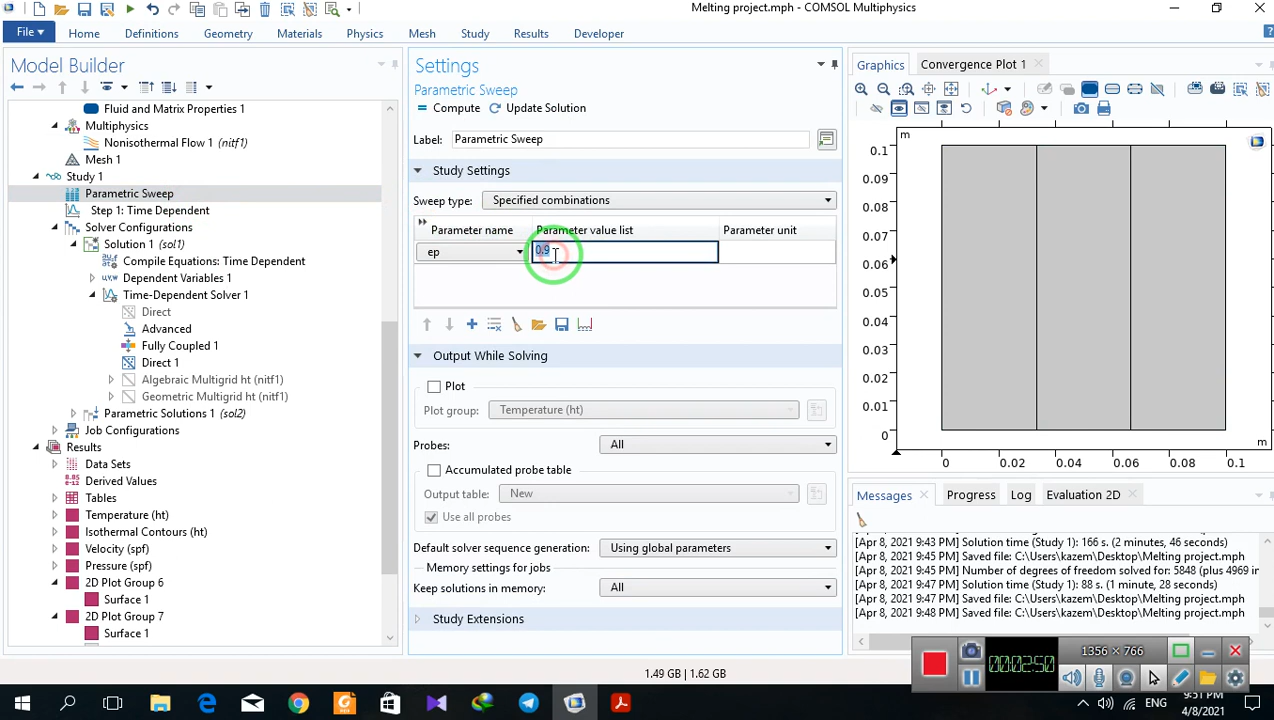 Melting project.mph - COMSOL Multiphysics
File
Home
Definitions
Geometry
Materials
Physics
Mesh
Study
Results
Developer
Model Builder
Fluid and Matrix Properties 1
Multiphysics
Nonisothermal Flow 1 (nitf1)
Mesh 1
Study 1
Parametric Sweep
Step 1: Time Dependent
Solver Configurations
Solution 1 (sol1)
Compile Equations: Time Dependent
Dependent Variables 1
Time-Dependent Solver 1
Direct
Advanced
Fully Coupled 1
Direct 1
Algebraic Multigrid ht (nitf1)
Geometric Multigrid ht (nitf1)
Parametric Solutions 1 (sol2)
Job Configurations
Results
Data Sets
Derived Values
Tables
Temperature (ht)
Isothermal Contours (ht)
Velocity (spf)
Pressure (spf)
2D Plot Group 6
Surface 1
2D Plot Group 7
Surface 1
Settings
Parametric Sweep
= Compute
Update Solution
Label:
Parametric Sweep
Study Settings
Sweep type:
Specified combinations
Parameter name
Parameter value list
Parameter unit
ep
0.9
Output While Solving
Plot
Plot group:
Temperature (ht)
Probes:
All
Accumulated probe table
Output table:
New
Use all probes
Default solver sequence generation:
Using global parameters
Memory settings for jobs
Keep solutions in memory:
All
Study Extensions
Graphics
Convergence Plot 1
m
0.1
0.09
0.08
0.07
0.06
0.05
0.04
0.03
0.02
0.01
0
m
0
0.02
0.04
0.06
0.08
0.1
Messages
Progress
Log
Evaluation 2D
[Apr 8, 2021 9:43 PM] Solution time (Study 1): 166 s. (2 minutes, 46 seconds)
[Apr 8, 2021 9:45 PM] Saved file: C:\Users\kazem\Desktop\Melting project.mph
[Apr 8, 2021 9:45 PM] Number of degrees of freedom solved for: 5848 (plus 4969 in
[Apr 8, 2021 9:47 PM] Solution time (Study 1): 88 s. (1 minute, 28 seconds)
[Apr 8, 2021 9:47 PM] Saved file: C:\Users\kazem\Desktop\Melting project.mph
[Apr 8, 2021 9:48 PM] Saved file: C:\Users\kazem\Desktop\Melting project.mph
1356 × 766
00:02:50
1.49 GB | 1.62 GB
ENG
9:51 PM
4/8/2021